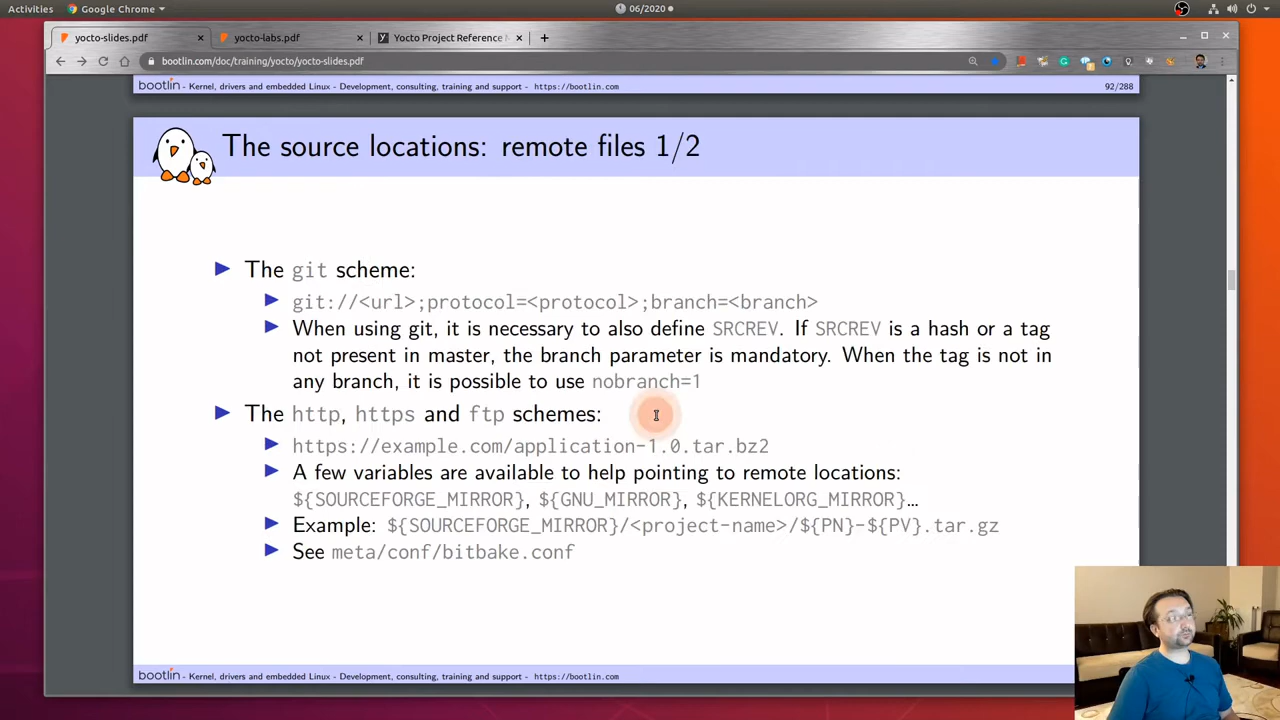 Activities
Google Chrome
06/2020
yocto-slides.pdf
yocto-labs.pdf
Yocto Project Reference
bootlin.com/doc/training/yocto/yocto-slides.pdf
bootlin - Kernel, drivers and embedded Linux - Development, consulting, training and support - https://bootlin.com
92/288
The source locations: remote files 1/2
The git scheme:
git://<url>;protocol=<protocol>;branch=<branch>
When using git, it is necessary to also define SRCREV. If SRCREV is a hash or a tag
not present in master, the branch parameter is mandatory. When the tag is not in
any branch, it is possible to use nobranch=1
The http, https and ftp schemes:
https://example.com/application-1.0.tar.bz2
A few variables are available to help pointing to remote locations:
${SOURCEFORGE_MIRROR}, ${GNU_MIRROR}, ${KERNELORG_MIRROR}…
Example: ${SOURCEFORGE_MIRROR}/<project-name>/${PN}-${PV}.tar.gz
See meta/conf/bitbake.conf
bootlin - Kernel, drivers and embedded Linux - Development, consulting, training and support - https://bootlin.com